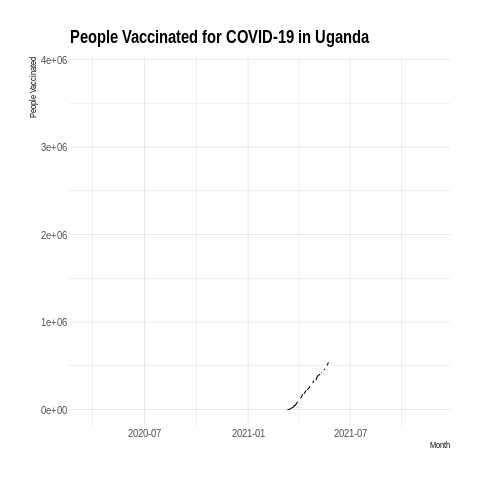 People Vaccinated for COVID-19 in Uganda
People Vaccinated
4e+06
3e+06
2e+06
1e+06
0e+00
2020-07
2021-01
2021-07
Month